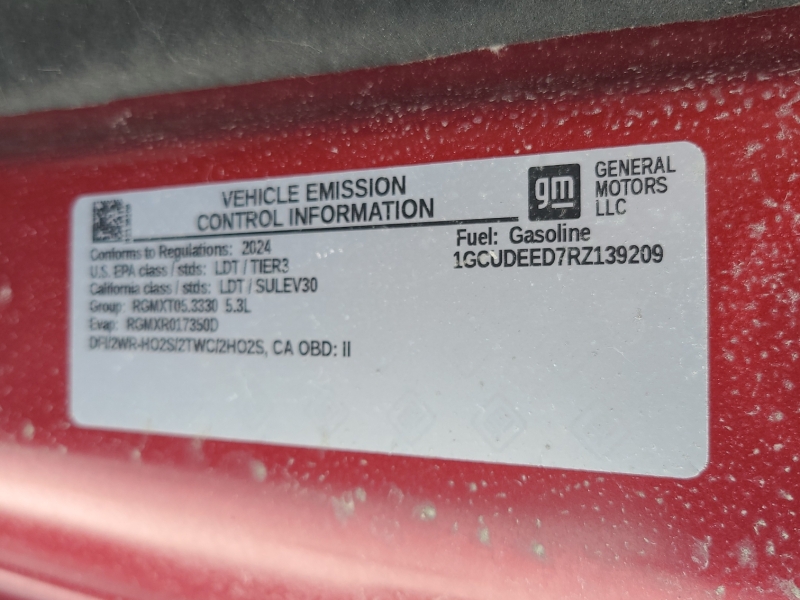 VEHICLE EMISSION
CONTROL INFORMATION
gm
GENERAL
MOTORS
LLC
Conforms to Regulations: 2024
U.S. EPA class / stds: LDT / TIER3
California class / stds: LDT / SULEV30
Group: RGMXT05.3330 5.3L
Evap: RGMXR017350D
DFI/2WR-HO2S/2TWC/2HO2S, CA OBD: II
Fuel: Gasoline
1GCUDEED7RZ139209